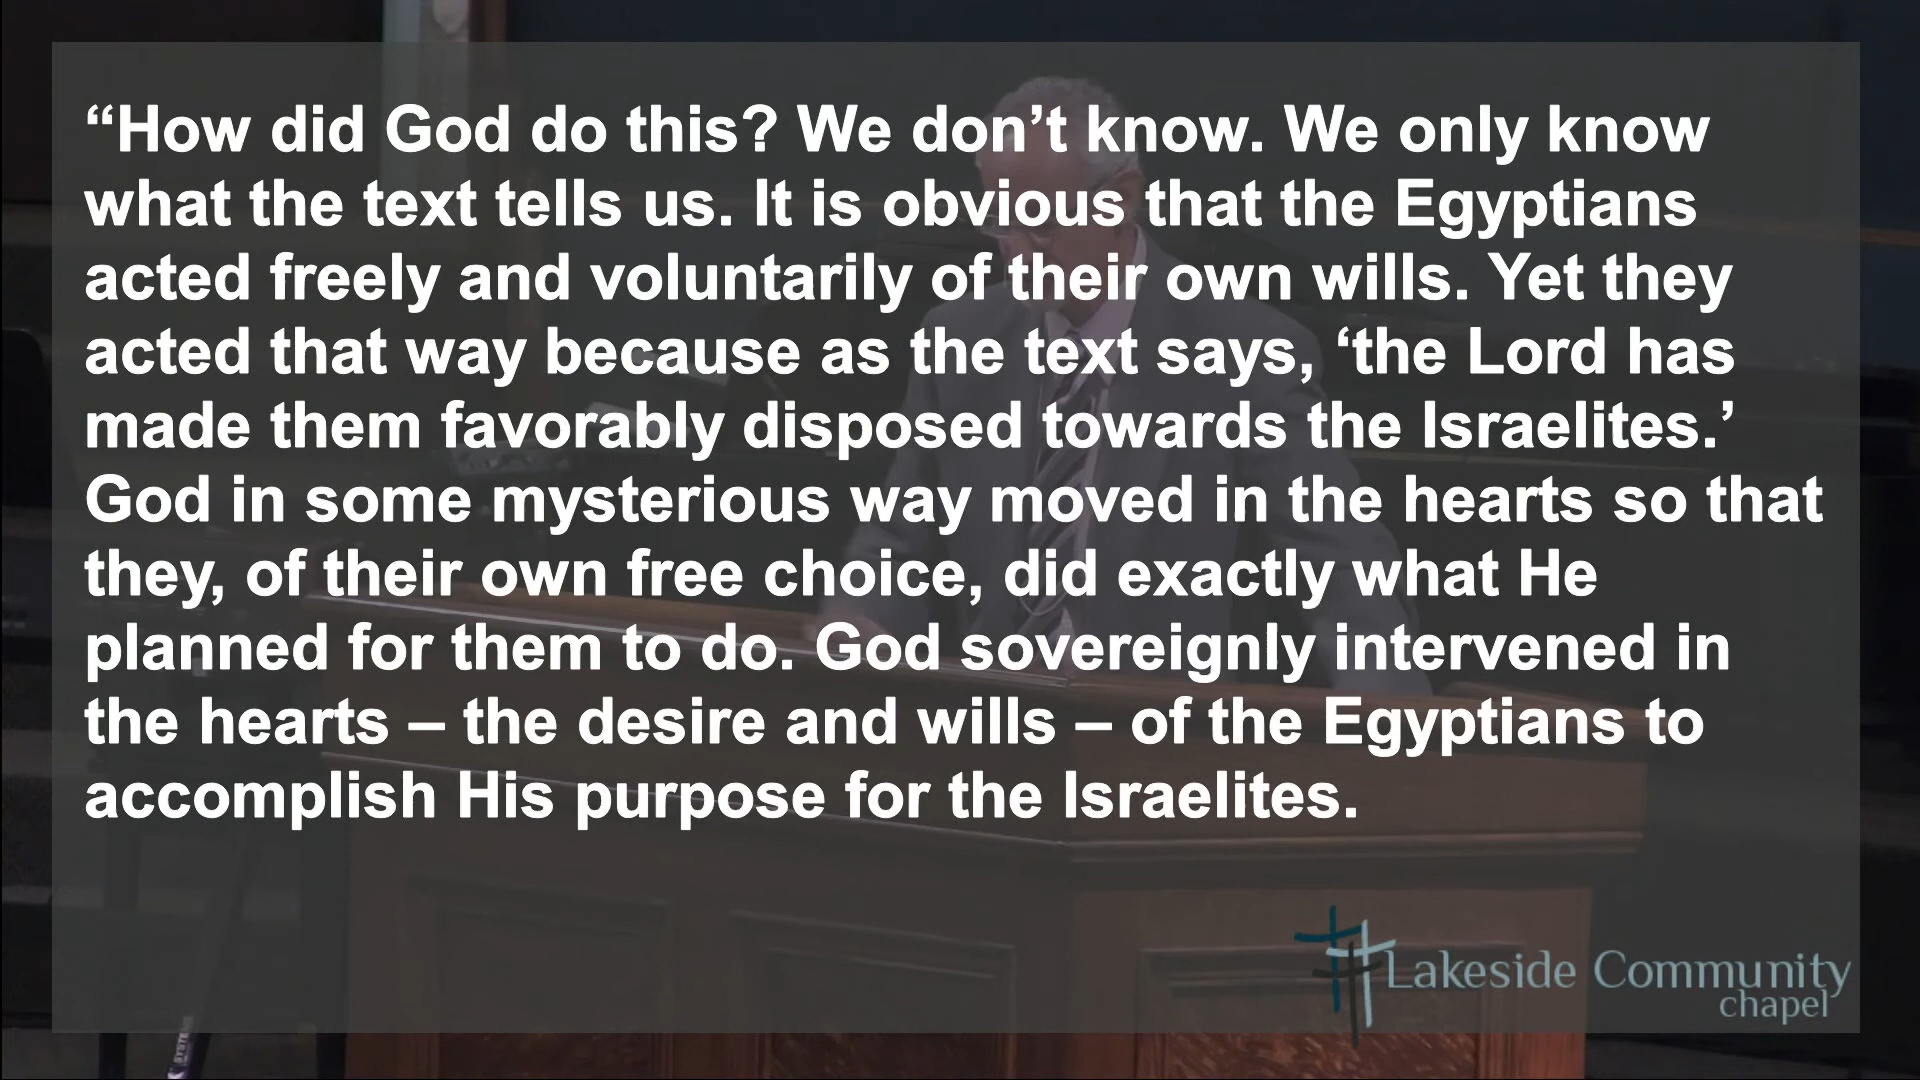 “How did God do this? We don’t know. We only know
what the text tells us. It is obvious that the Egyptians
acted freely and voluntarily of their own wills. Yet they
acted that way because as the text says, ‘the Lord has
made them favorably disposed towards the Israelites.’
God in some mysterious way moved in the hearts so that
they, of their own free choice, did exactly what He
planned for them to do. God sovereignly intervened in
the hearts – the desire and wills – of the Egyptians to
accomplish His purpose for the Israelites.
Lakeside Community
chapel